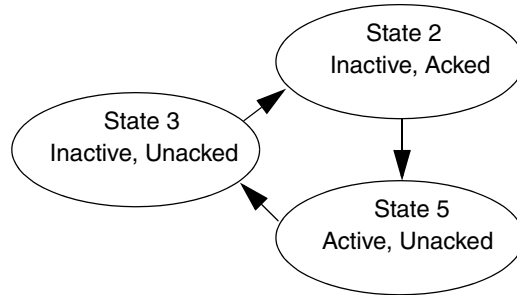 State 2
Inactive, Acked
State 3
Inactive, Unacked
State 5
Active, Unacked